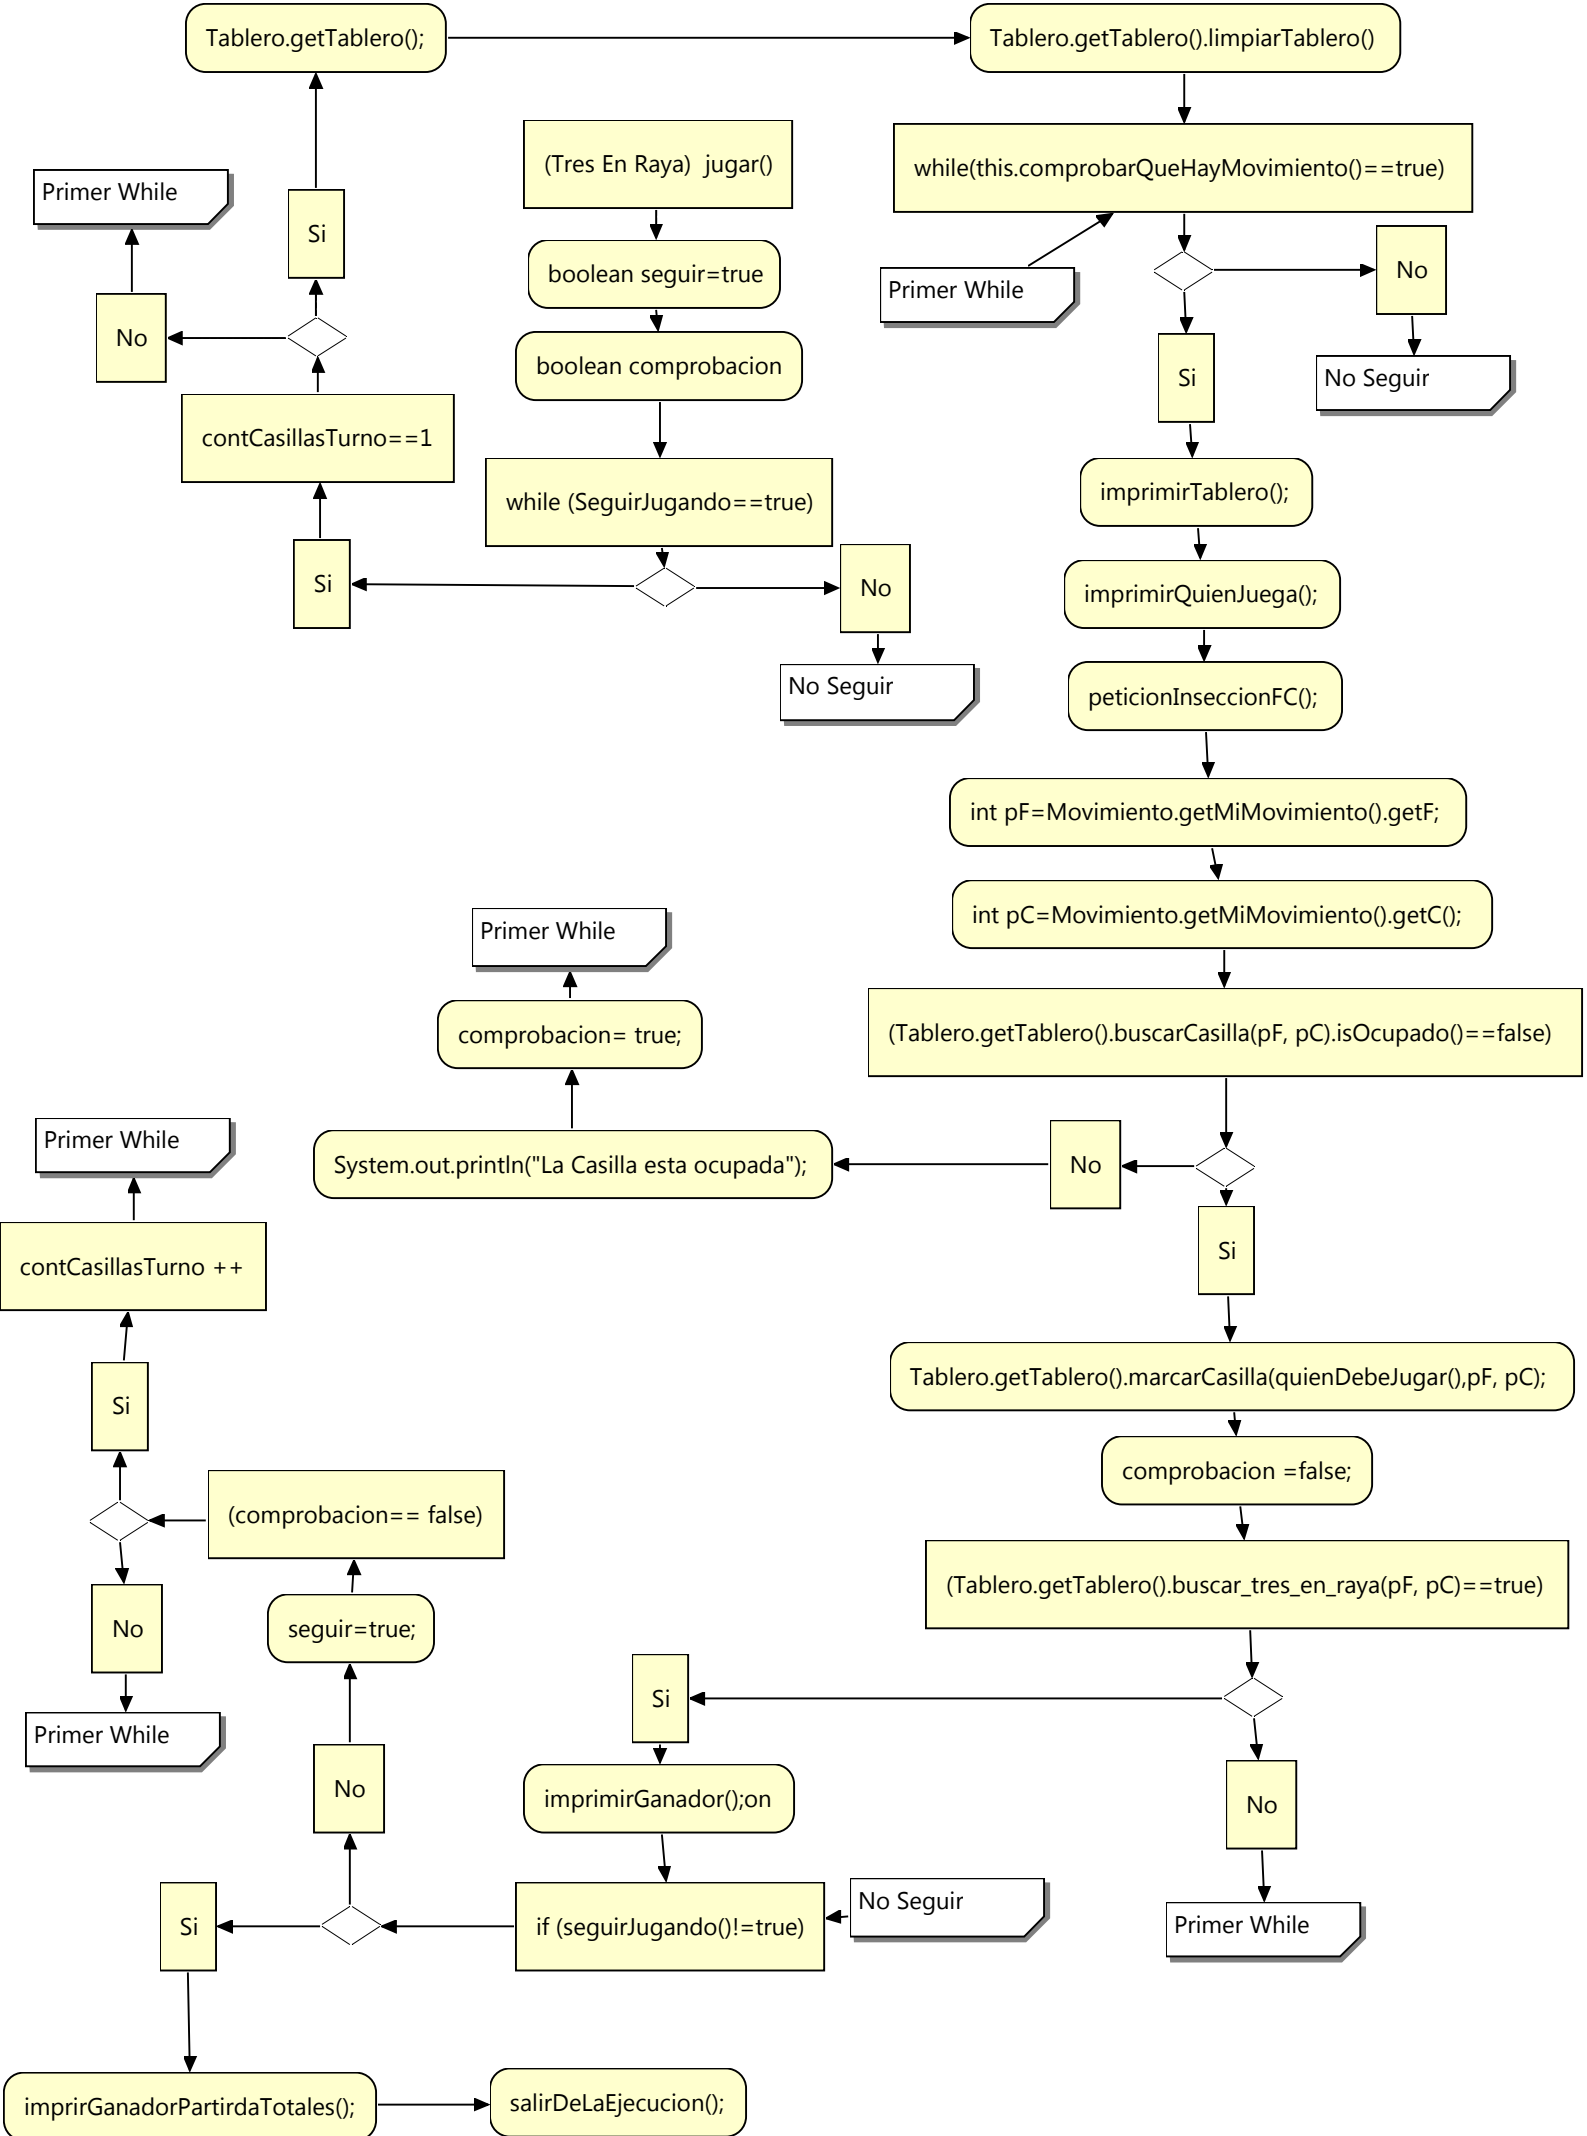 Tablero.getTablero();
Tablero.getTablero().limpiarTablero()
(Tres En Raya)  jugar()
while(this.comprobarQueHayMovimiento()==true)
Primer While
Si
boolean seguir=true
Primer While
No
No
boolean comprobacion
Si
No Seguir
contCasillasTurno==1
while (SeguirJugando==true)
imprimirTablero();
Si
No
imprimirQuienJuega();
No Seguir
peticionInseccionFC();
int pF=Movimiento.getMiMovimiento().getF;
int pC=Movimiento.getMiMovimiento().getC();
Primer While
comprobacion= true;
(Tablero.getTablero().buscarCasilla(pF, pC).isOcupado()==false)
Primer While
System.out.println("La Casilla esta ocupada");
No
Si
contCasillasTurno ++
Tablero.getTablero().marcarCasilla(quienDebeJugar(),pF, pC);
Si
comprobacion =false;
(comprobacion== false)
(Tablero.getTablero().buscar_tres_en_raya(pF, pC)==true)
No
seguir=true;
Si
Primer While
No
imprimirGanador();on
No
Si
if (seguirJugando()!=true)
No Seguir
Primer While
imprirGanadorPartirdaTotales();
salirDeLaEjecucion();